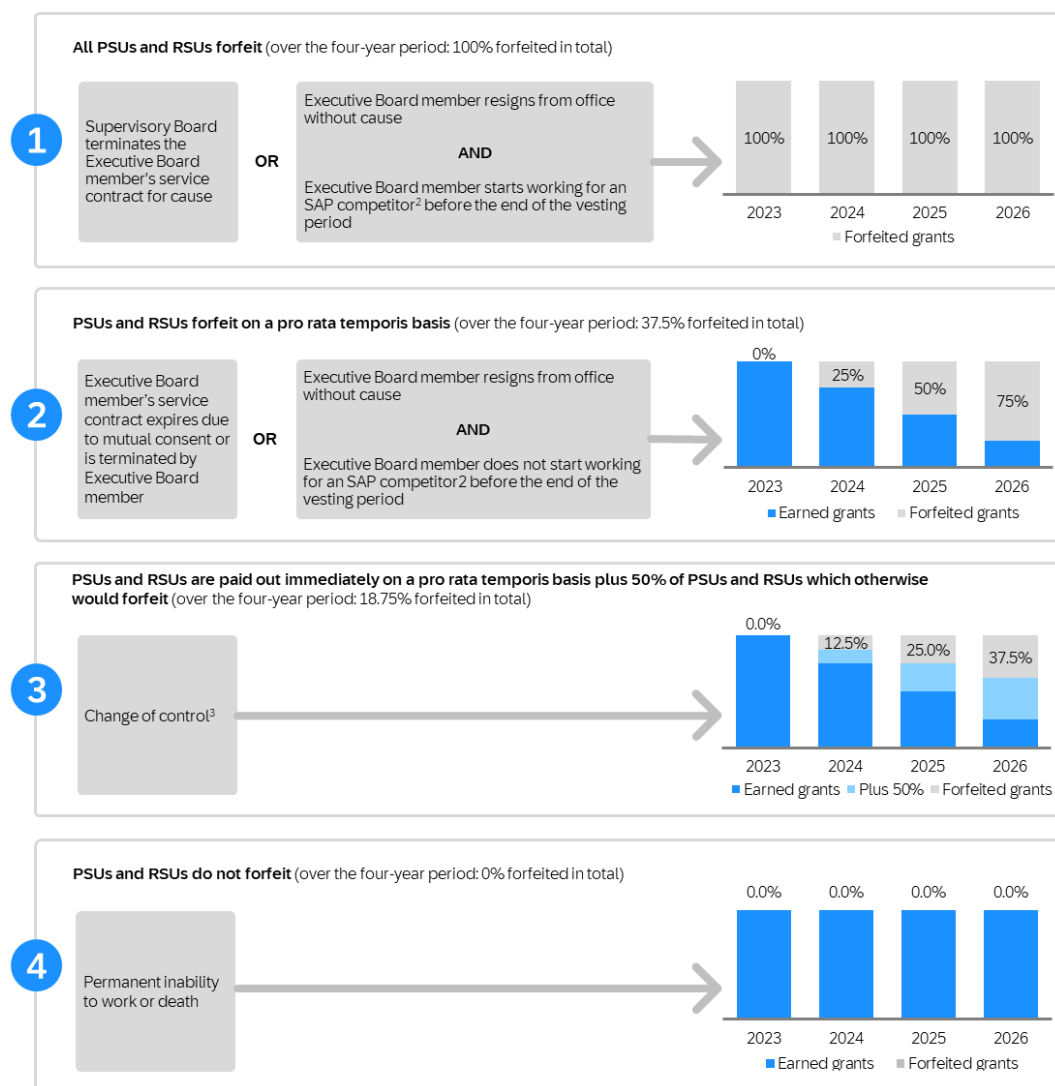 All PSUs and RSUs forfeit (over the four-year period: 100% forfeited in total)
1
Supervisory Board
terminates the
Executive Board
member's service
contract for cause
OR
Executive Board member resigns from office
without cause
AND
Executive Board member starts working for an
SAP competitor² before the end of the vesting
period
100% 100% 100% 100%
2023 2024 2025 2026
Forfeited grants
PSUs and RSUs forfeit on a pro rata temporis basis (over the four-year period: 37.5% forfeited in total)
2
Executive Board
member's service
contract expires due
to mutual consent or
is terminated by
Executive Board
member
OR
Executive Board member resigns from office
without cause
AND
Executive Board member does not start working
for an SAP competitor2 before the end of the
vesting period
0% 25% 50% 75%
2023 2024 2025 2026
Earned grants Forfeited grants
PSUs and RSUs are paid out immediately on a pro rata temporis basis plus 50% of PSUs and RSUs which otherwise
would forfeit (over the four-year period: 18.75% forfeited in total)
3
Change of control³
0.0% 12.5% 25.0% 37.5%
2023 2024 2025 2026
Earned grants Plus 50% Forfeited grants
PSUs and RSUs do not forfeit (over the four-year period: 0% forfeited in total)
4
Permanent inability
to work or death
0.0% 0.0% 0.0% 0.0%
2023 2024 2025 2026
Earned grants Forfeited grants